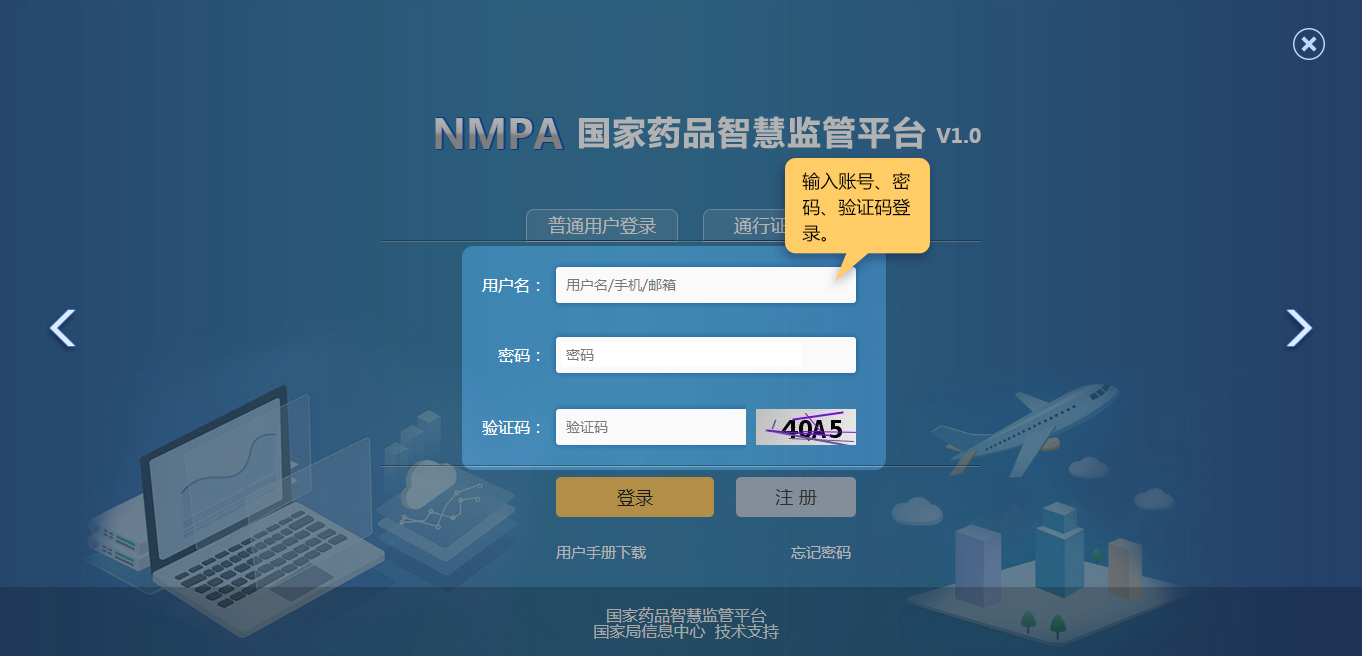 NMPA 国家药品智慧监管平台 V1.0
输入账号、密
码、验证码登
录。
普通用户登录
通行证
用户名：
用户名/手机/邮箱
密码：
密码
验证码：
验证码
40A5
登录
注 册
用户手册下载
忘记密码
国家药品智慧监管平台
国家局信息中心 技术支持